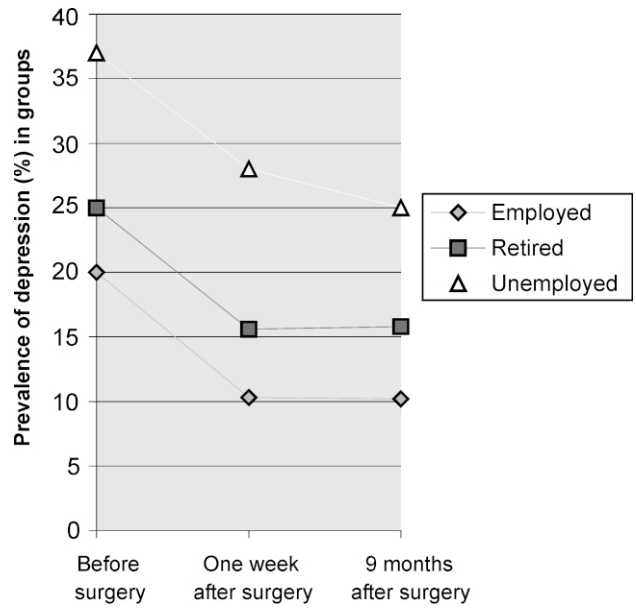 Prevalence of depression (%) in groups
40
35
30
25
20
15
10
5
0
Before
surgery
One week
after surgery
9 months
after surgery
Employed
Retired
Unemployed